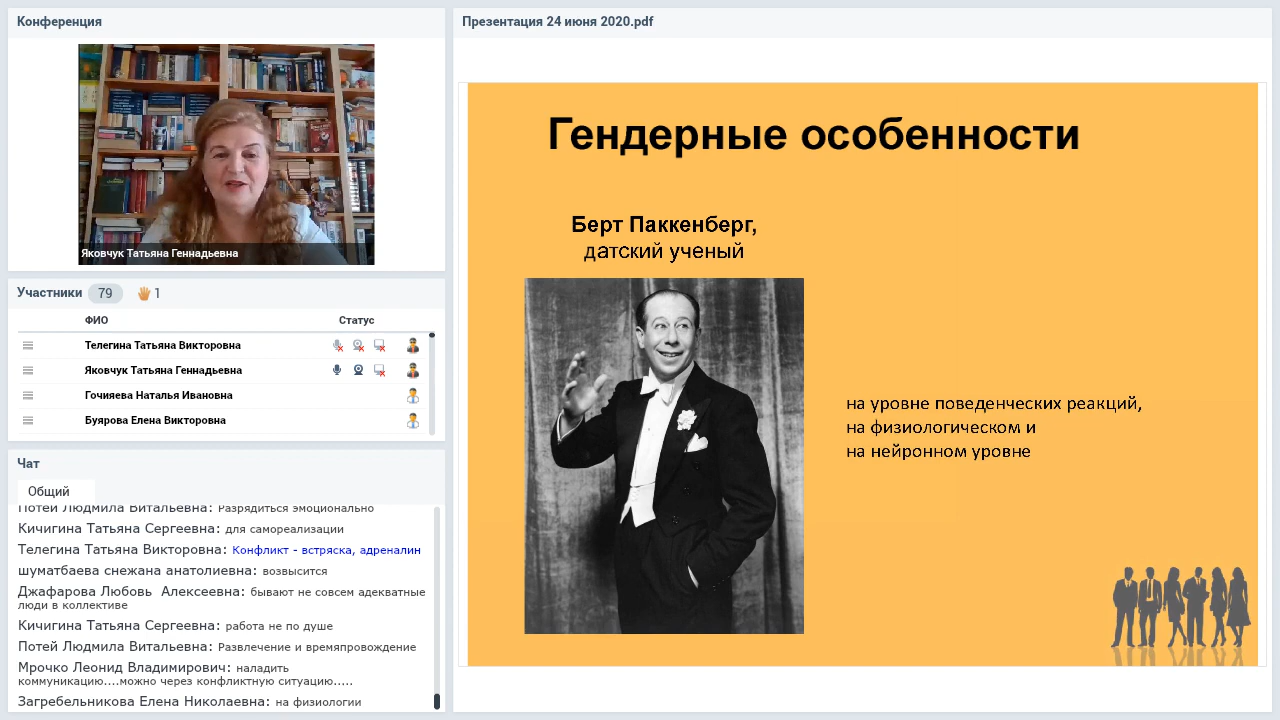 Конференция
Яковчук Татьяна Геннадьевна
Участники 79 1
ФИО Статус
Телегина Татьяна Викторовна
Яковчук Татьяна Геннадьевна
Гочияева Наталья Ивановна
Буярова Елена Викторовна
Чат
Общий
Потей Людмила Витальевна: Разрядиться эмоционально
Кичигина Татьяна Сергеевна: для самореализации
Телегина Татьяна Викторовна: Конфликт - встряска, адреналин
шуматбаева снежана анатолиевна: возвысится
Джафарова Любовь Алексеевна: бывают не совсем адекватные
люди в коллективе
Кичигина Татьяна Сергеевна: работа не по душе
Потей Людмила Витальевна: Развлечение и времяпровождение
Мрочко Леонид Владимирович: наладить
коммуникацию....можно через конфликтную ситуацию.....
Загребельникова Елена Николаевна: на физиологии
Презентация 24 июня 2020.pdf
Гендерные особенности
Берт Паккенберг,
датский ученый
на уровне поведенческих реакций,
на физиологическом и
на нейронном уровне